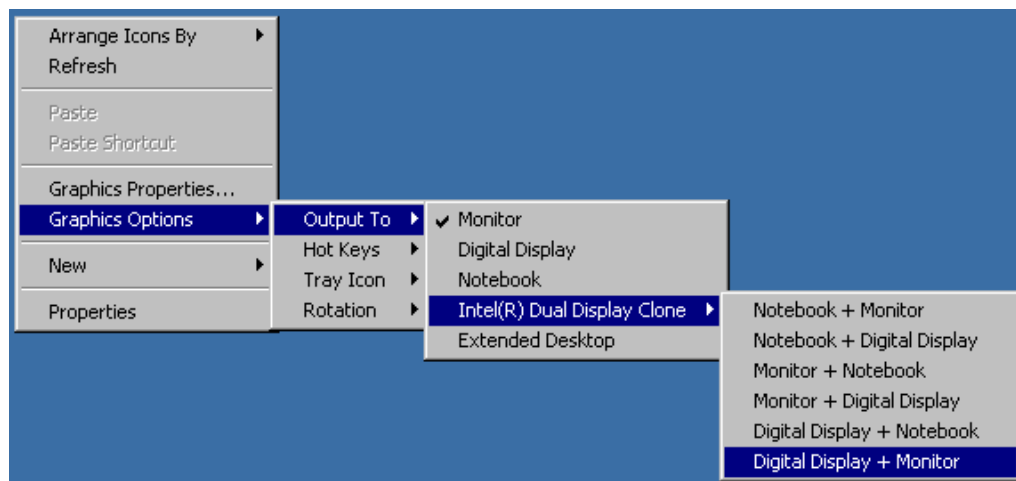 Arrange Icons By
Refresh
Paste
Paste Shortcut
Graphics Properties...
Graphics Options
New
Properties
Output To
Hot Keys
Tray Icon
Rotation
Monitor
Digital Display
Notebook
Intel(R) Dual Display Clone
Extended Desktop
Notebook + Monitor
Notebook + Digital Display
Monitor + Notebook
Monitor + Digital Display
Digital Display + Notebook
Digital Display + Monitor